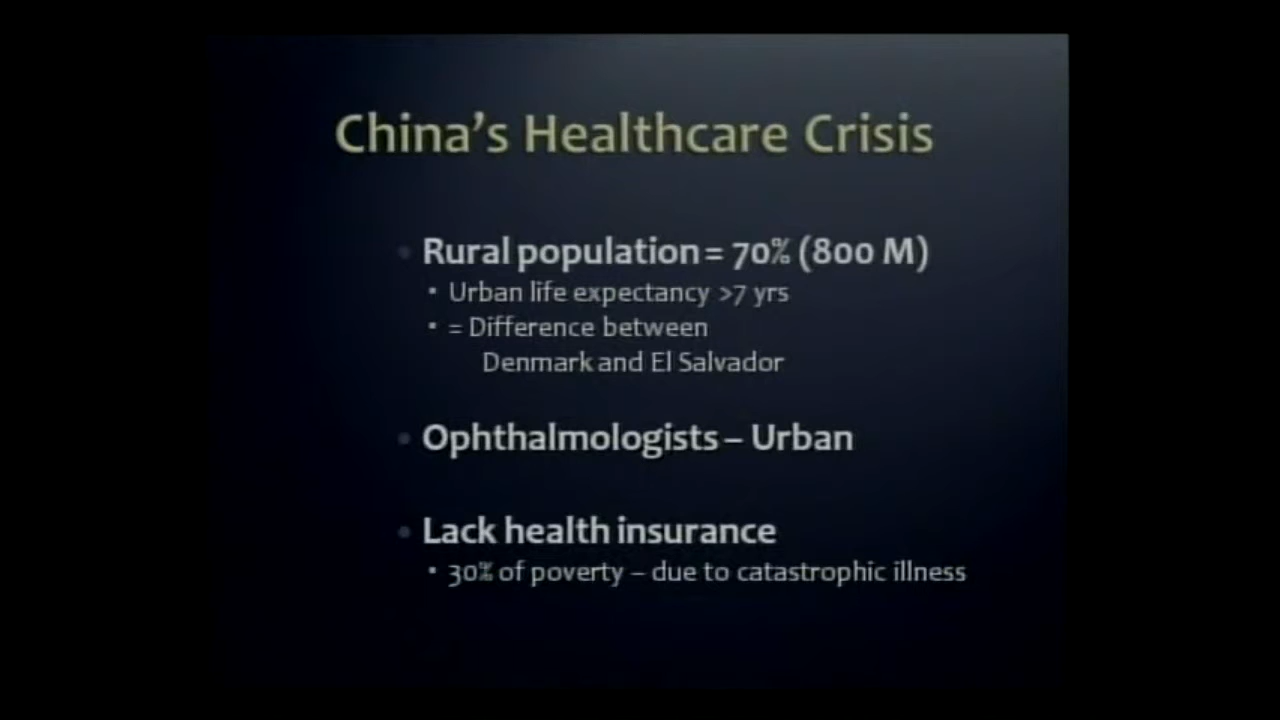 China's Healthcare Crisis
• Rural population = 70% (800 M)
▪ Urban life expectancy >7 yrs
▪ = Difference between
Denmark and El Salvador
• Ophthalmologists – Urban
• Lack health insurance
▪ 30% of poverty – due to catastrophic illness